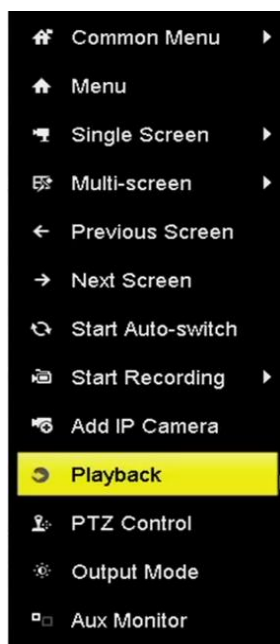 Common Menu
Menu
Single Screen
Multi-screen
Previous Screen
Next Screen
Start Auto-switch
Start Recording
Add IP Camera
Playback
PTZ Control
Output Mode
Aux Monitor